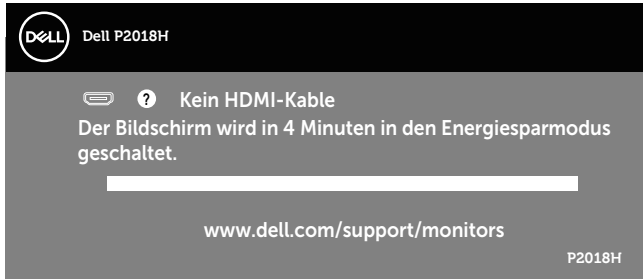 DELL
Dell P2018H
? Kein HDMI-Kable
Der Bildschirm wird in 4 Minuten in den Energiesparmodus
geschaltet.
www.dell.com/support/monitors
P2018H